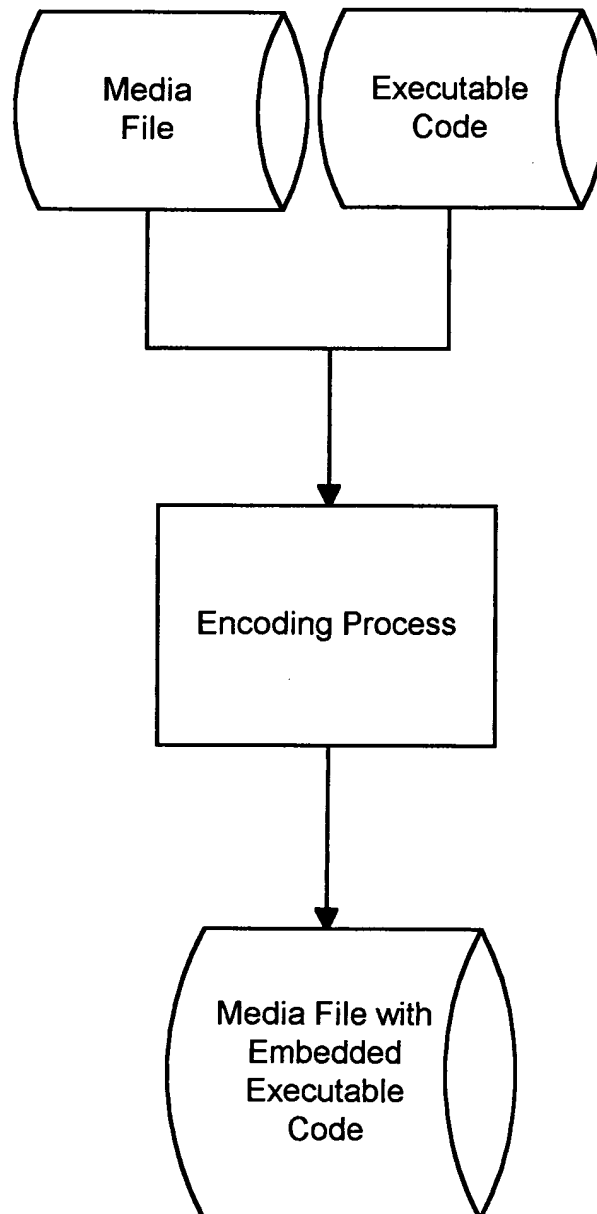 Media
File
Executable
Code
Encoding Process
Media File with
Embedded
Executable
Code